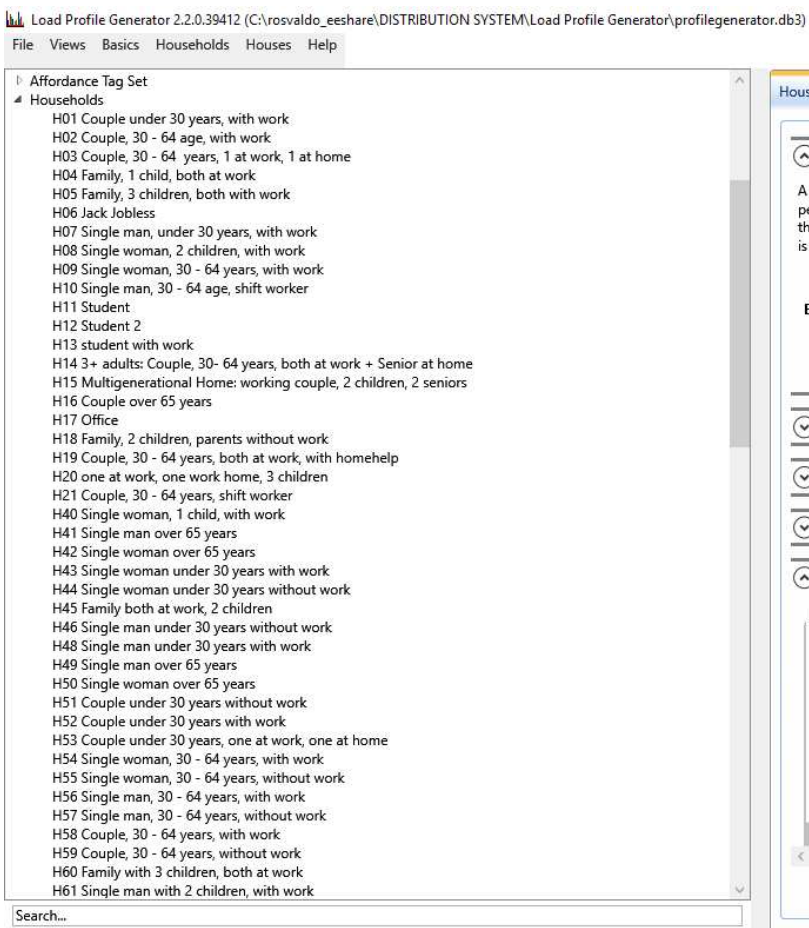 Load Profile Generator 2.2.0.39412 (C:\rosvaldo_eeshare\DISTRIBUTION SYSTEM\Load Profile Generator\profilegenerator.db3)
File Views Basics Households Houses Help
Affordance Tag Set
Households
H01 Couple under 30 years, with work
H02 Couple, 30 - 64 age, with work
H03 Couple, 30 - 64  years, 1 at work, 1 at home
H04 Family, 1 child, both at work
H05 Family, 3 children, both with work
H06 Jack Jobless
H07 Single man, under 30 years, with work
H08 Single woman, 2 children, with work
H09 Single woman, 30 - 64 years, with work
H10 Single man, 30 - 64 age, shift worker
H11 Student
H12 Student 2
H13 student with work
H14 3+ adults: Couple, 30- 64 years, both at work + Senior at home
H15 Multigenerational Home: working couple, 2 children, 2 seniors
H16 Couple over 65 years
H17 Office
H18 Family, 2 children, parents without work
H19 Couple, 30 - 64 years, both at work, with homehelp
H20 one at work, one work home, 3 children
H21 Couple, 30 - 64 years, shift worker
H40 Single woman, 1 child, with work
H41 Single man over 65 years
H42 Single woman over 65 years
H43 Single woman under 30 years with work
H44 Single woman under 30 years without work
H45 Family both at work, 2 children
H46 Single man under 30 years without work
H48 Single man under 30 years with work
H49 Single man over 65 years
H50 Single woman over 65 years
H51 Couple under 30 years without work
H52 Couple under 30 years with work
H53 Couple under 30 years, one at work, one at home
H54 Single woman, 30 - 64 years, with work
H55 Single woman, 30 - 64 years, without work
H56 Single man, 30 - 64 years, with work
H57 Single man, 30 - 64 years, without work
H58 Couple, 30 - 64 years, with work
H59 Couple, 30 - 64 years, without work
H60 Family with 3 children, both at work
H61 Single man with 2 children, with work
Search...
Hous
A
pe
th
is